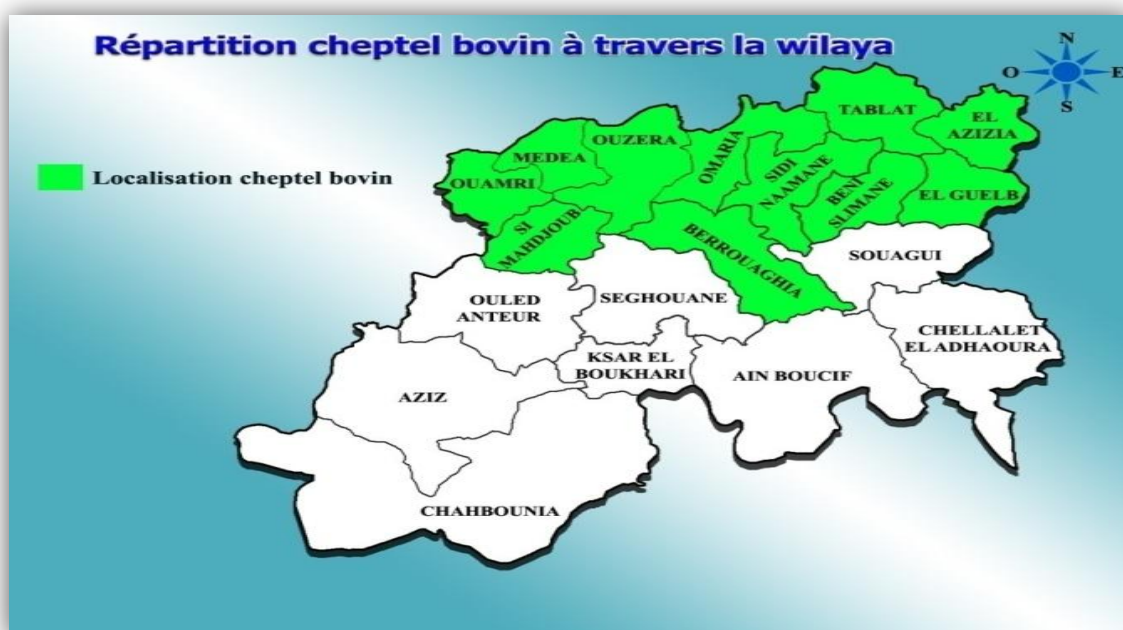 Répartition cheptel bovin à travers la wilaya
N
O
E
S
Localisation cheptel bovin
TABLAT
EL
AZIZIA
OUZERA
MEDEA
OMARIA
SIDI
NAAMANE
OUAMRI
BENI
SLIMANE
EL GUELB
SI
MAHDJOUB
BERROUAGHIA
SOUAGUI
OULED
ANTEUR
SEGHOUANE
CHELLALET
EL ADHAOURA
KSAR EL
BOUKHARI
AIN BOUCIF
AZIZ
CHAHBOUNIA